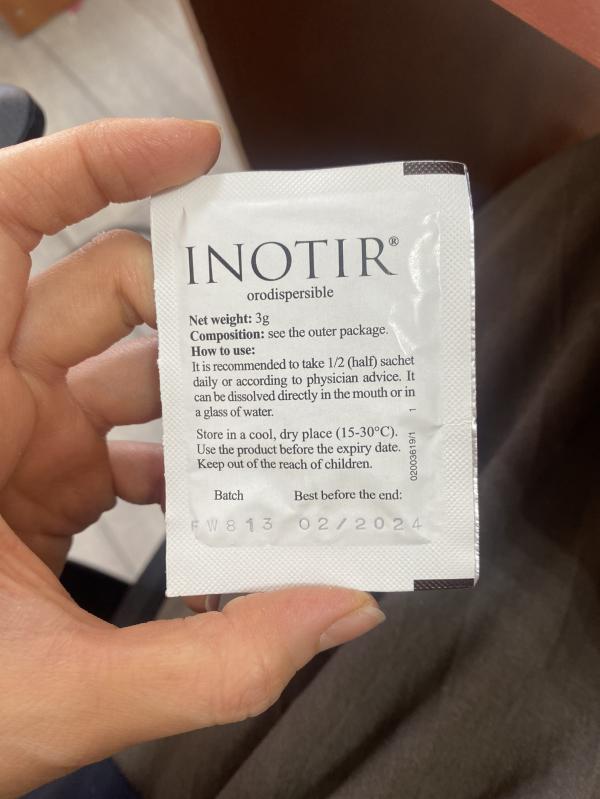 INOTIR®
orodispersible
Net weight: 3g
Composition: see the outer package.
How to use:
It is recommended to take 1/2 (half) sachet
daily or according to physician advice. It
can be dissolved directly in the mouth or in
a glass of water.
Store in a cool, dry place (15-30°C).
Use the product before the expiry date.
Keep out of the reach of children.
02003619/1 1
Batch Best before the end:
FW813 02/2024